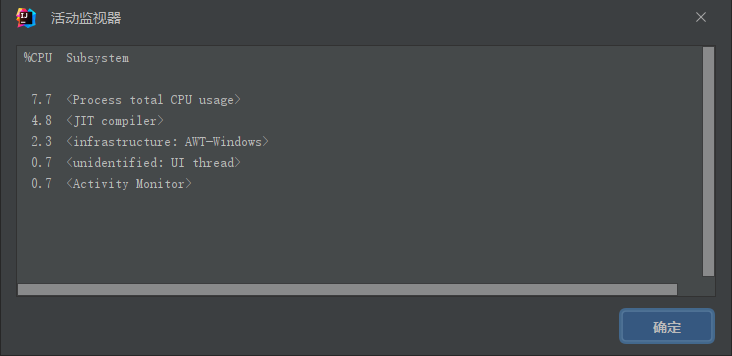 IJ
活动监视器
%CPU Subsystem
7.7 <Process total CPU usage>
4.8 <JIT compiler>
2.3 <infrastructure: AWT-Windows>
0.7 <unidentified: UI thread>
0.7 <Activity Monitor>
确定